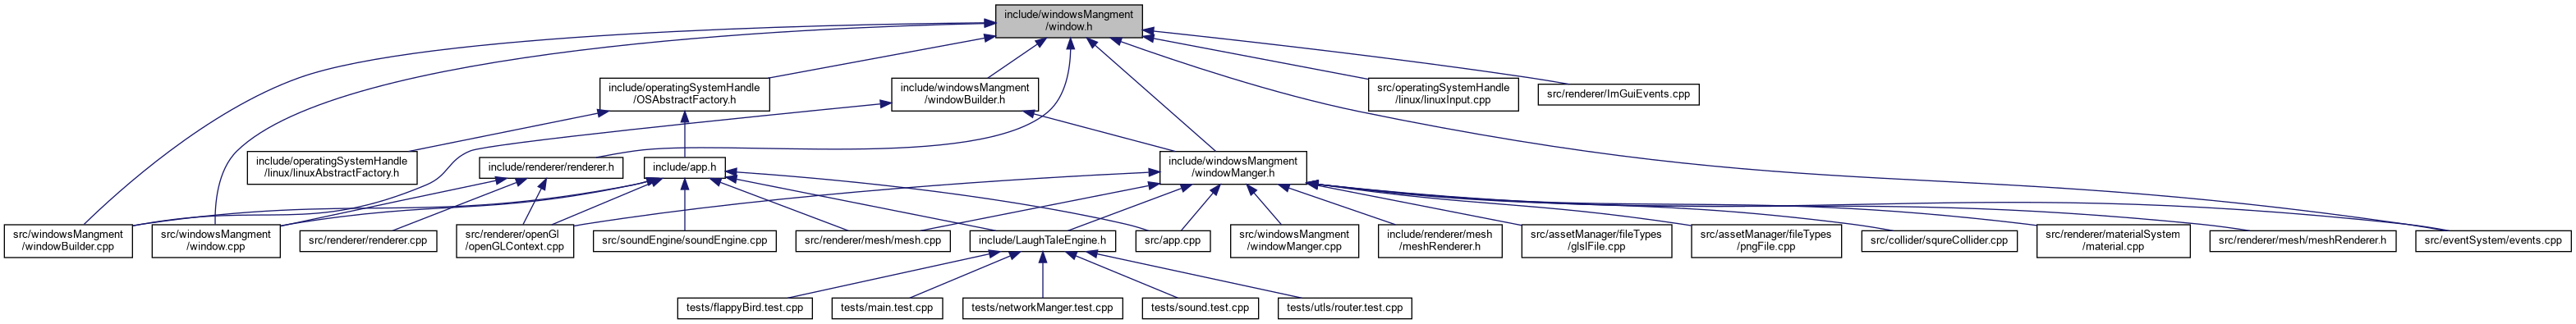 include/windowsMangment
/window.h
include/operatingSystemHandle
/OSAbstractFactory.h
include/windowsMangment
/windowBuilder.h
src/operatingSystemHandle
/linux/linuxInput.cpp
src/renderer/ImGuiEvents.cpp
include/operatingSystemHandle
/linux/linuxAbstractFactory.h
include/renderer/renderer.h
include/app.h
include/windowsMangment
/windowManger.h
src/windowsMangment
/windowBuilder.cpp
src/windowsMangment
/window.cpp
src/renderer/renderer.cpp
src/renderer/openGl
/openGLContext.cpp
src/soundEngine/soundEngine.cpp
src/renderer/mesh/mesh.cpp
include/LaughTaleEngine.h
src/app.cpp
src/windowsMangment
/windowManger.cpp
include/renderer/mesh
/meshRenderer.h
src/assetManager/fileTypes
/glslFile.cpp
src/assetManager/fileTypes
/pngFile.cpp
src/collider/squreCollider.cpp
src/renderer/materialSystem
/material.cpp
src/renderer/mesh/meshRenderer.h
src/eventSystem/events.cpp
tests/flappyBird.test.cpp
tests/main.test.cpp
tests/networkManger.test.cpp
tests/sound.test.cpp
tests/utls/router.test.cpp